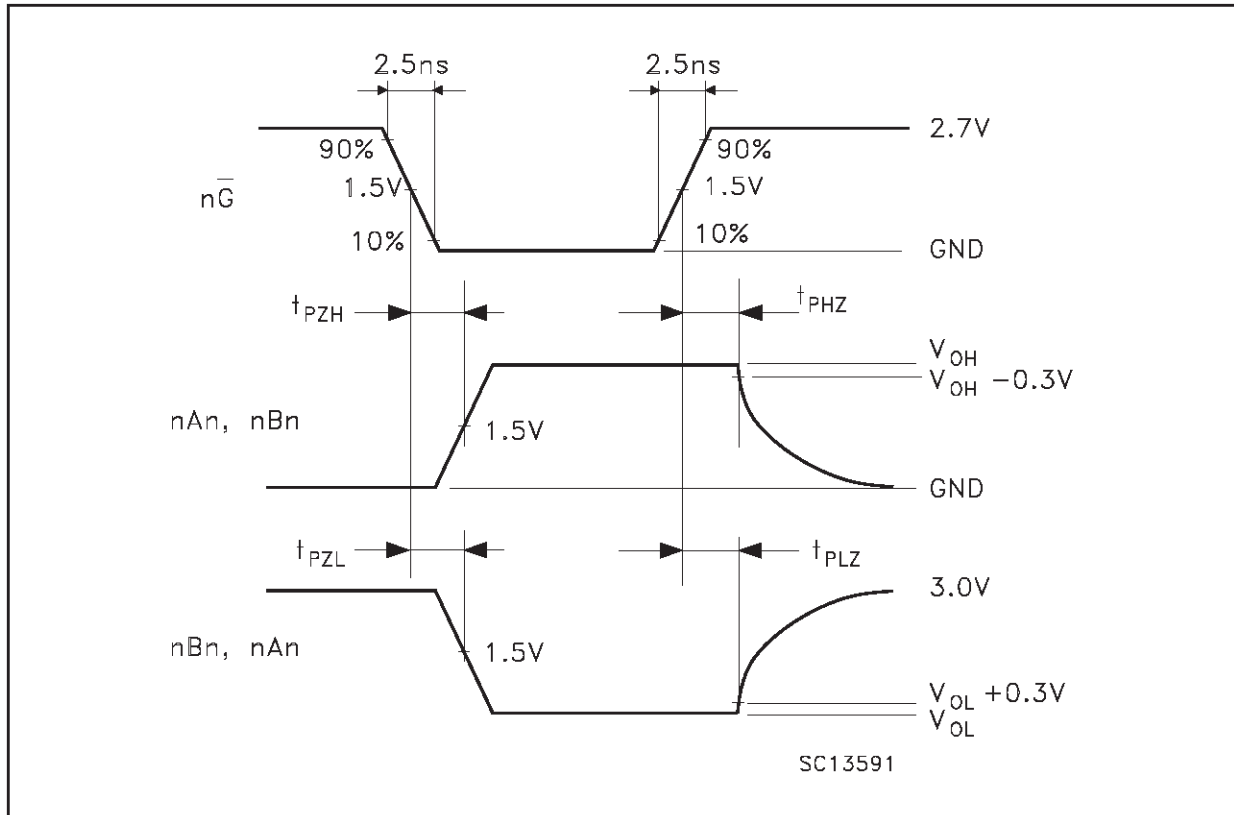 2.5ns 2.5ns
2.7V
90% 90%
nG̅ 1.5V 1.5V
10% 10%
GND
tPZH tPHZ
VOH
VOH −0.3V
nAn, nBn 1.5V
GND
tPZL tPLZ
3.0V
nBn, nAn 1.5V
VOL +0.3V
VOL
SC13591